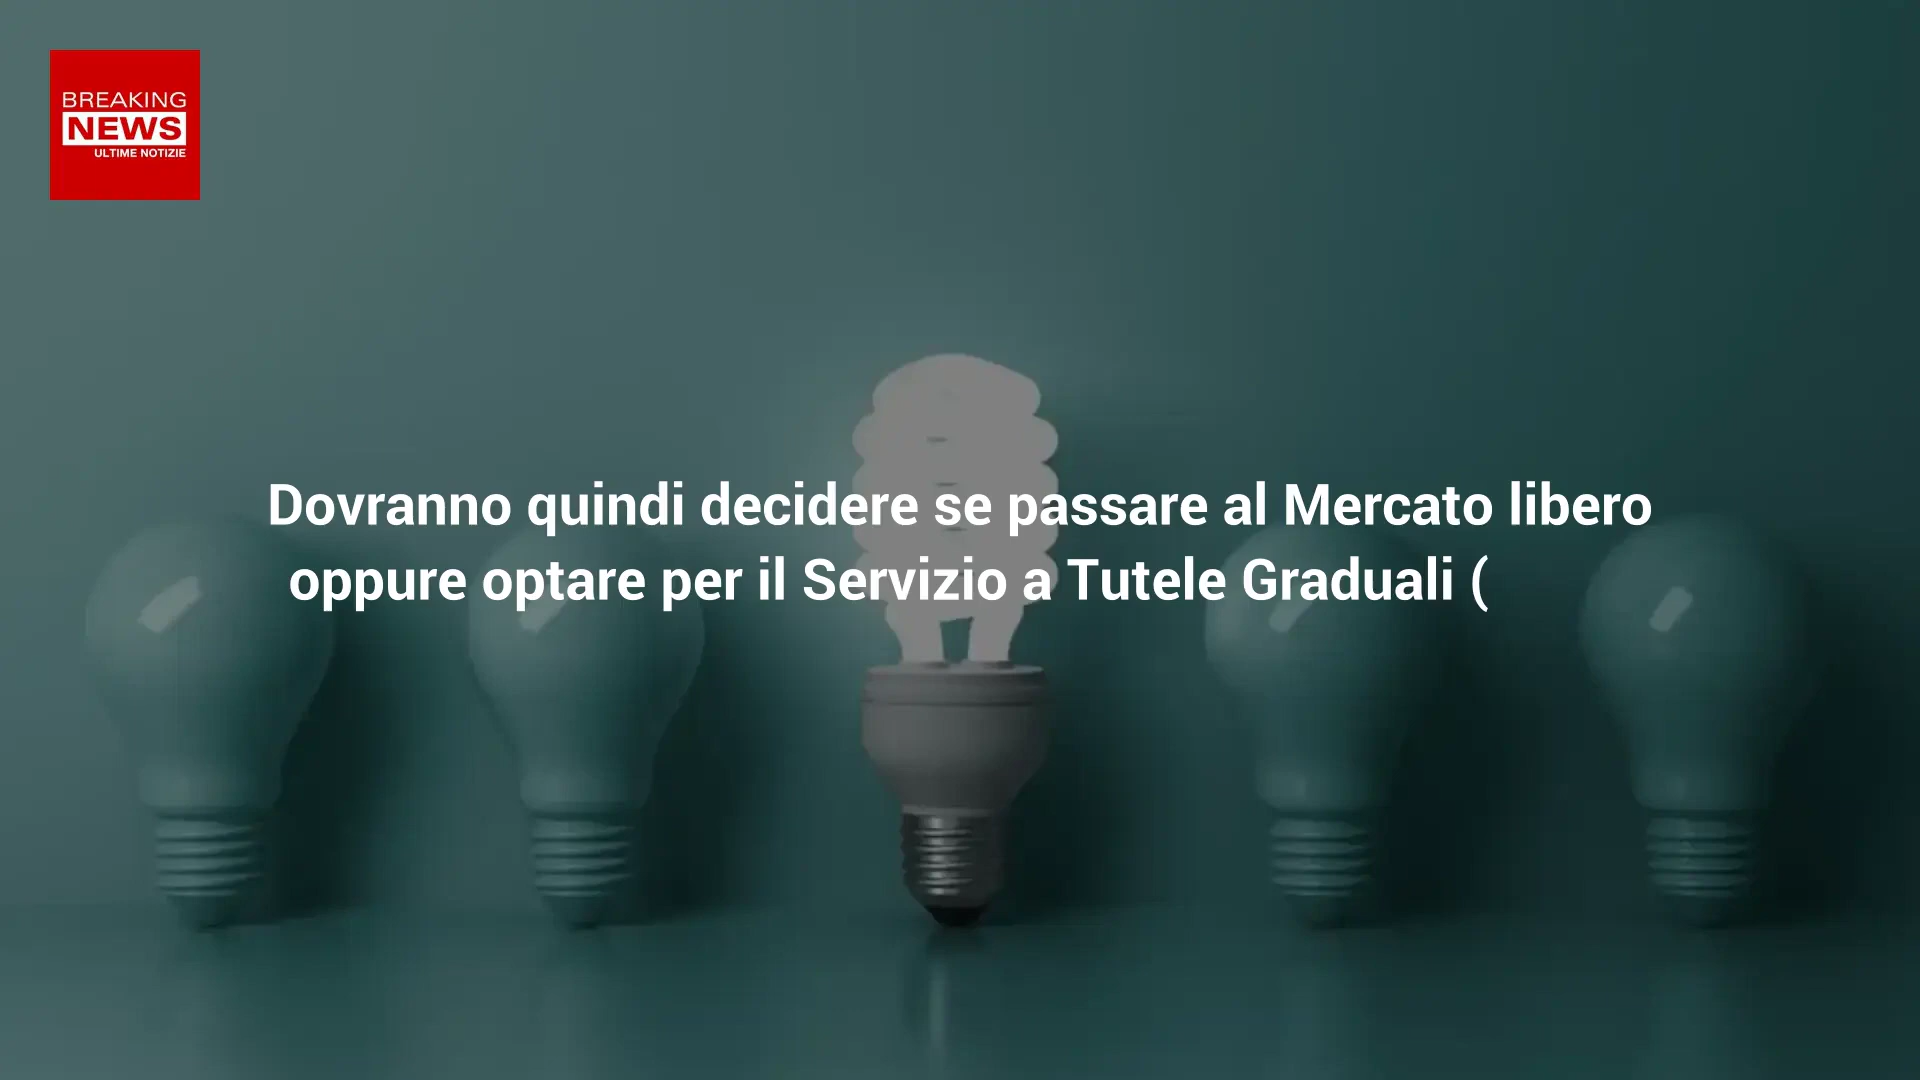 BREAKING
NEWS
ULTIME NOTIZIE
Dovranno quindi decidere se passare al Mercato libero
oppure optare per il Servizio a Tutele Graduali (